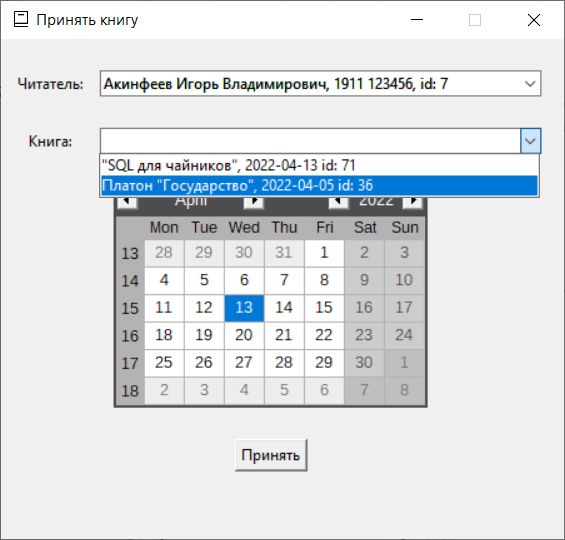 Принять книгу
Читатель: Акинфеев Игорь Владимирович, 1911 123456, id: 7
Книга:
"SQL для чайников", 2022-04-13 id: 71
Платон "Государство", 2022-04-05 id: 36
April 2022
Mon Tue Wed Thu Fri Sat Sun
13 28 29 30 31 1 2 3
14 4 5 6 7 8 9 10
15 11 12 13 14 15 16 17
16 18 19 20 21 22 23 24
17 25 26 27 28 29 30 1
18 2 3 4 5 6 7 8
Принять